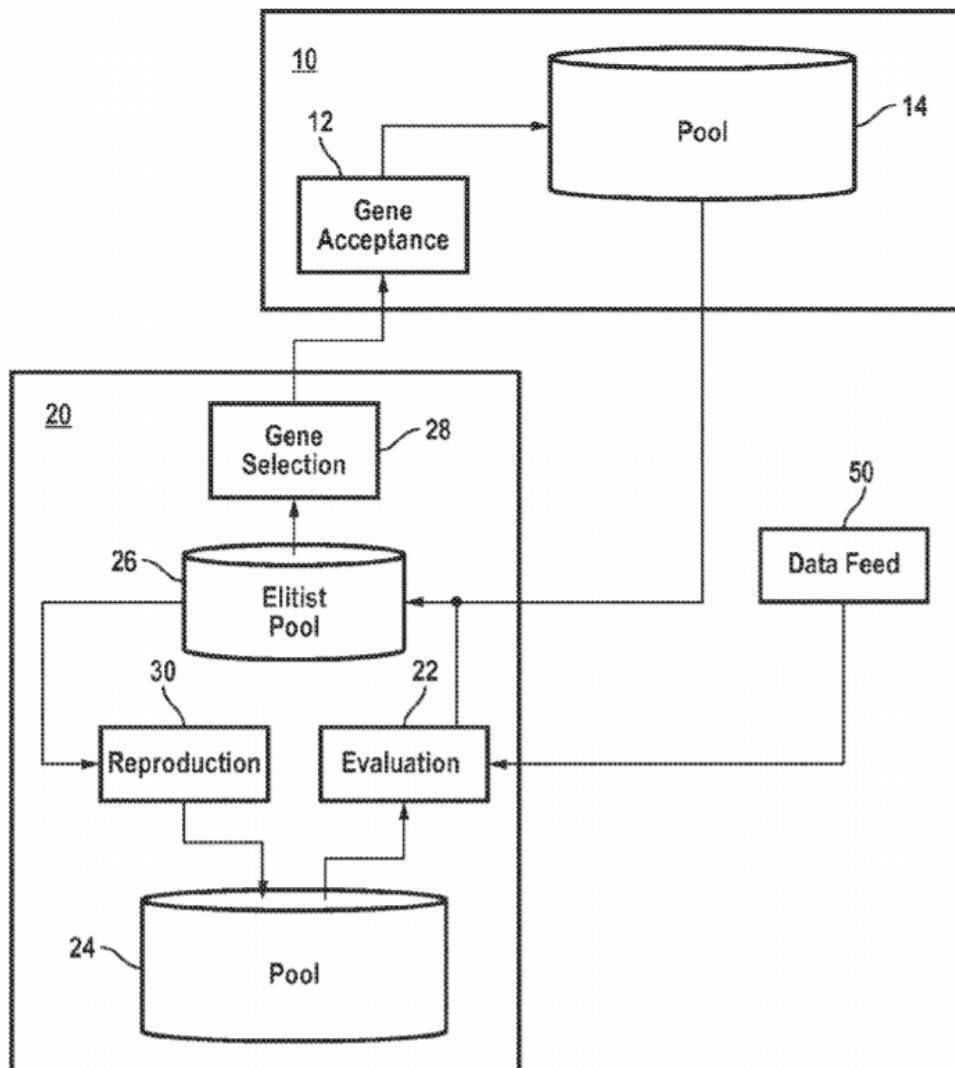 10
12
Pool
14
Gene
Acceptance
20
Gene
Selection
28
50
Data Feed
26
Elitist
Pool
30
22
Reproduction
Evaluation
24
Pool